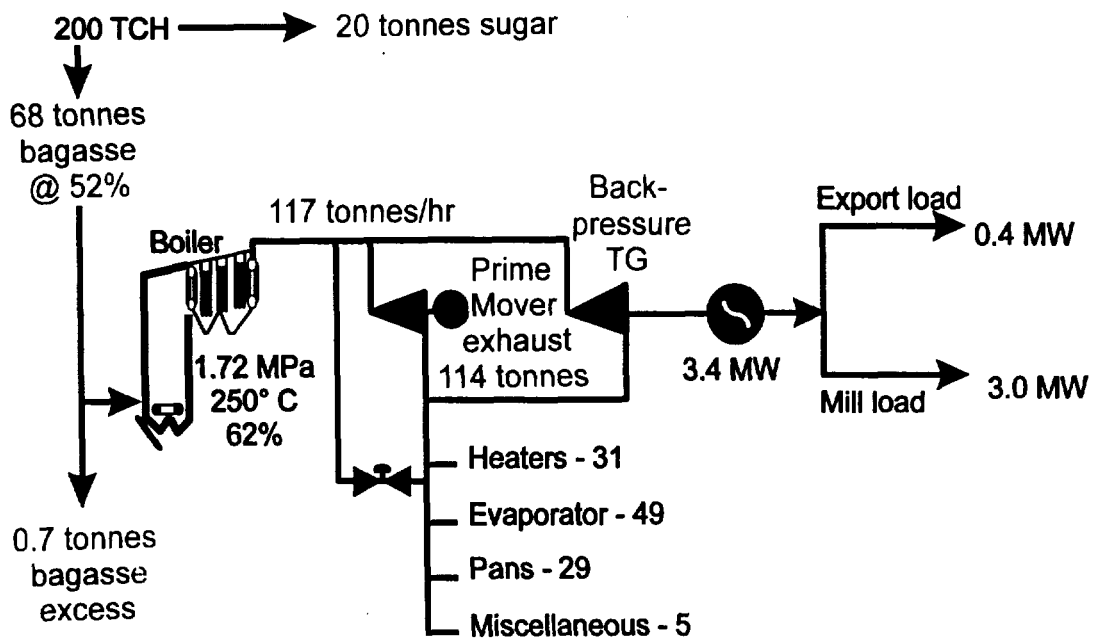 200 TCH
20 tonnes sugar
68 tonnes
bagasse
@ 52%
117 tonnes/hr
Boiler
1.72 MPa
250° C
62%
Prime
Mover
exhaust
114 tonnes
Back-
pressure
TG
3.4 MW
Export load
0.4 MW
Mill load
3.0 MW
Heaters - 31
Evaporator - 49
Pans - 29
Miscellaneous - 5
0.7 tonnes
bagasse
excess